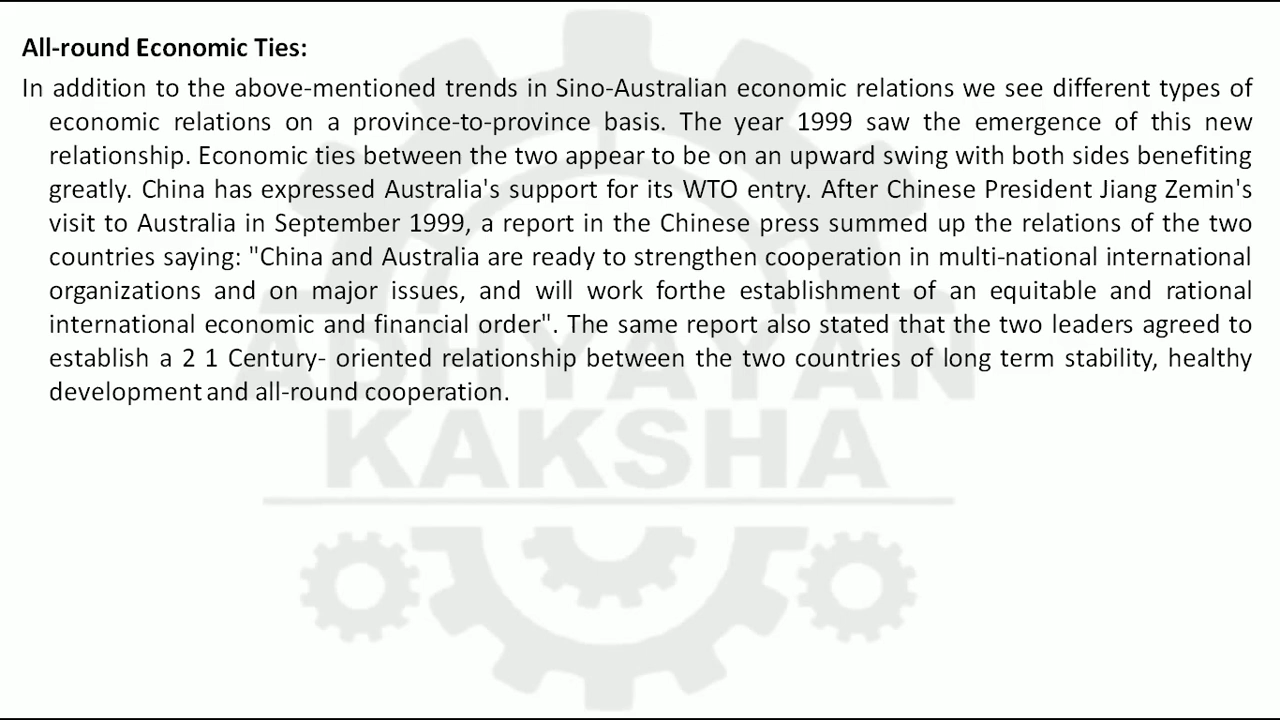 All-round Economic Ties:
In addition to the above-mentioned trends in Sino-Australian economic relations we see different types of
economic relations on a province-to-province basis. The year 1999 saw the emergence of this new
relationship. Economic ties between the two appear to be on an upward swing with both sides benefiting
greatly. China has expressed Australia's support for its WTO entry. After Chinese President Jiang Zemin's
visit to Australia in September 1999, a report in the Chinese press summed up the relations of the two
countries saying: "China and Australia are ready to strengthen cooperation in multi-national international
organizations and on major issues, and will work forthe establishment of an equitable and rational
international economic and financial order". The same report also stated that the two leaders agreed to
establish a 2 1 Century- oriented relationship between the two countries of long term stability, healthy
development and all-round cooperation.
ADHYAYAN
KAKSHA